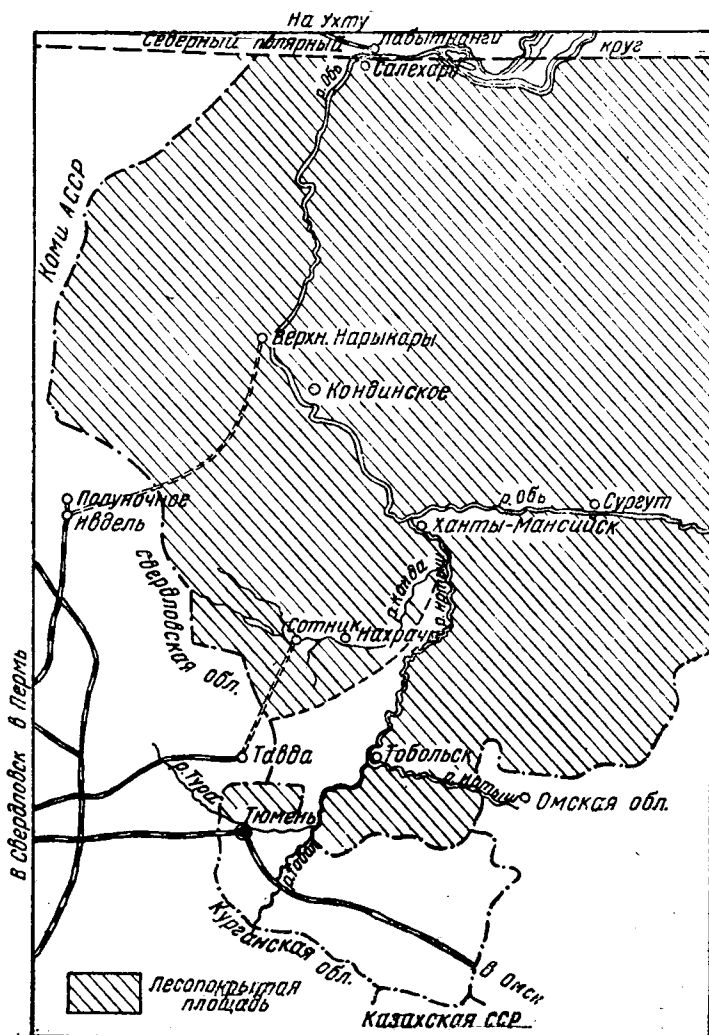 На Ухту
Северный полярный круг
Лабытнанги
Салехард
р. Обь
Коми АССР
Верхн. Нарыкары
Кондинское
р. Обь
Сургут
Полуночное
Ивдель
Ханты-Мансийск
Свердловская обл.
р. Конда
р. Иртыш
Сотник
Нахрачи
в Свердловск в Пермь
Тавда
Тобольск
р. Тура
р. Иртыш
Омская обл.
Тюмень
р. Тобол
Курганская обл.
в Омск
Лесопокрытая
площадь
Казахская ССР